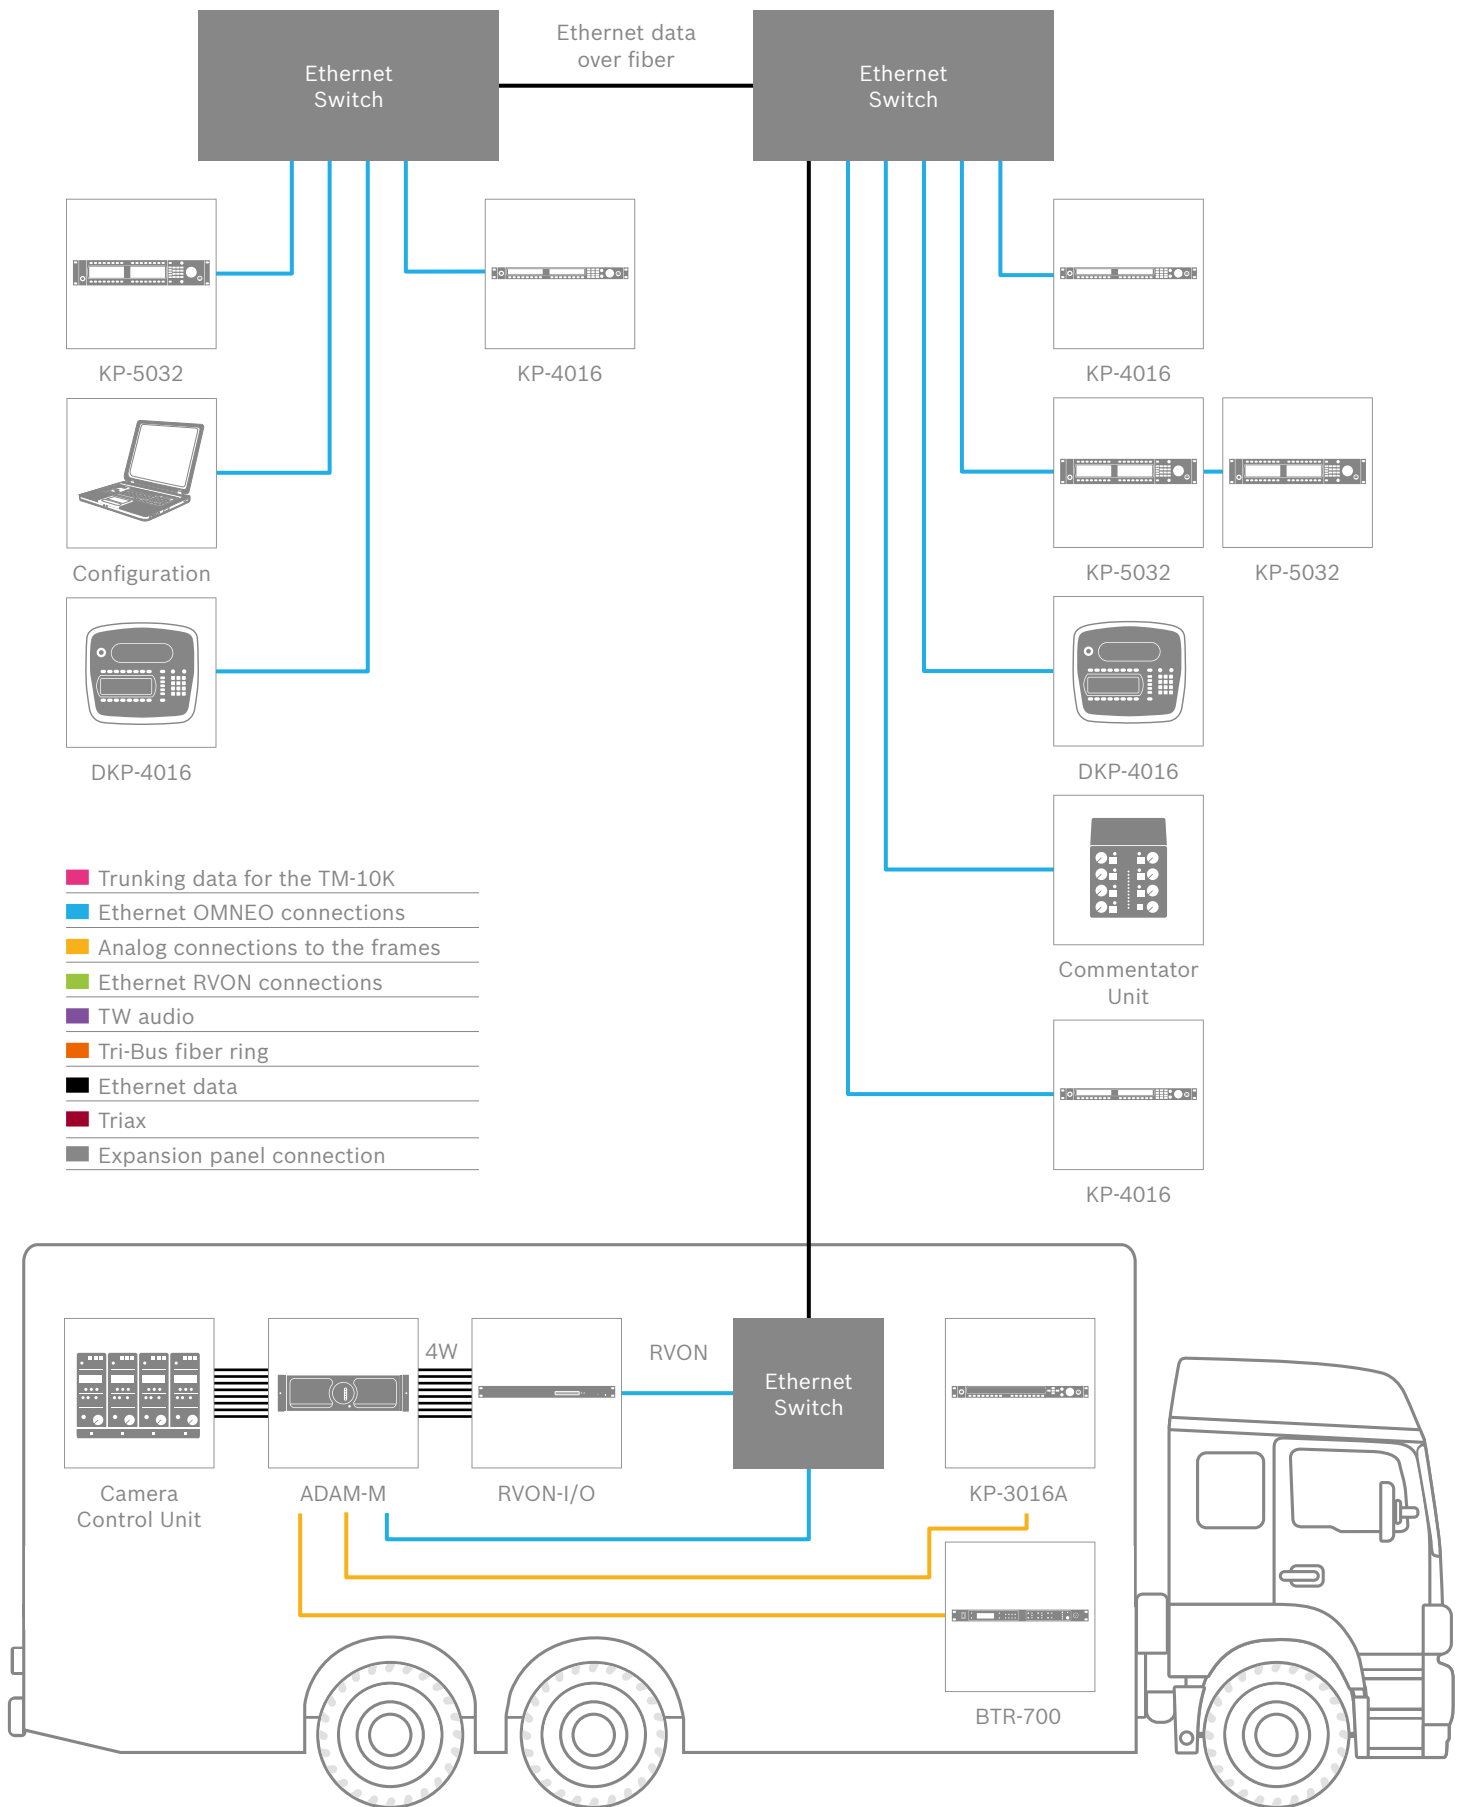 Ethernet
Switch
Ethernet data
over fiber
Ethernet
Switch
KP-5032
KP-4016
KP-4016
Configuration
KP-5032
KP-5032
DKP-4016
DKP-4016
Trunking data for the TM-10K
Ethernet OMNEO connections
Analog connections to the frames
Ethernet RVON connections
TW audio
Tri-Bus fiber ring
Ethernet data
Triax
Expansion panel connection
Commentator
Unit
KP-4016
4W
RVON
Ethernet
Switch
Camera
Control Unit
ADAM-M
RVON-I/O
KP-3016A
BTR-700